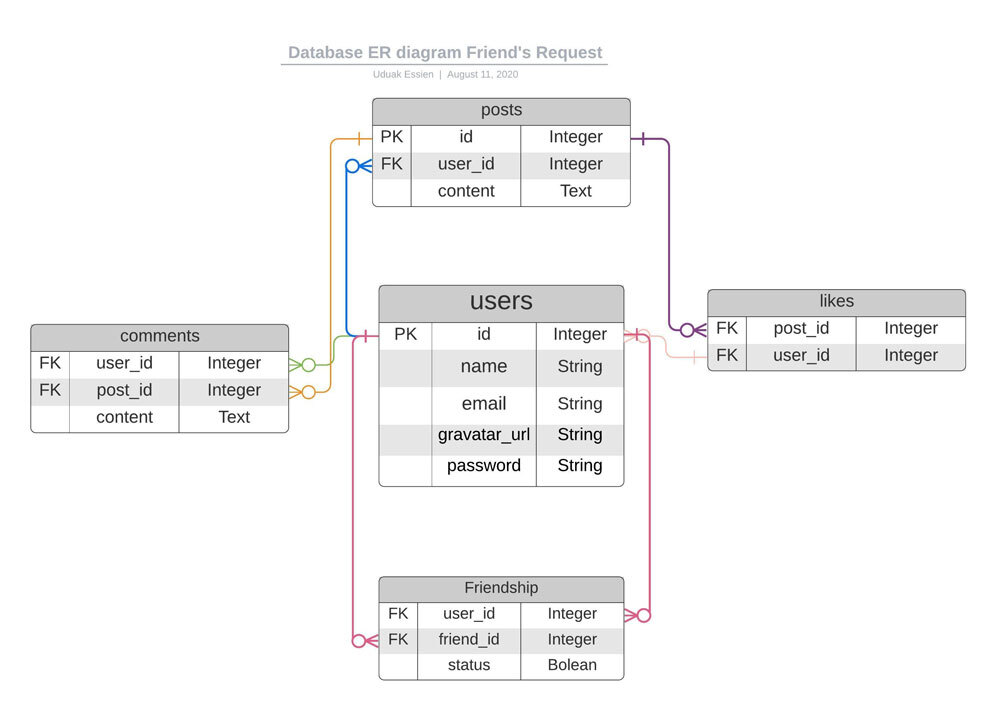 Database ER diagram Friend's Request
Uduak Essien | August 11, 2020
posts
PK id Integer
FK user_id Integer
content Text
users
PK id Integer
name String
email String
gravatar_url String
password String
likes
FK post_id Integer
FK user_id Integer
comments
FK user_id Integer
FK post_id Integer
content Text
Friendship
FK user_id Integer
FK friend_id Integer
status Bolean